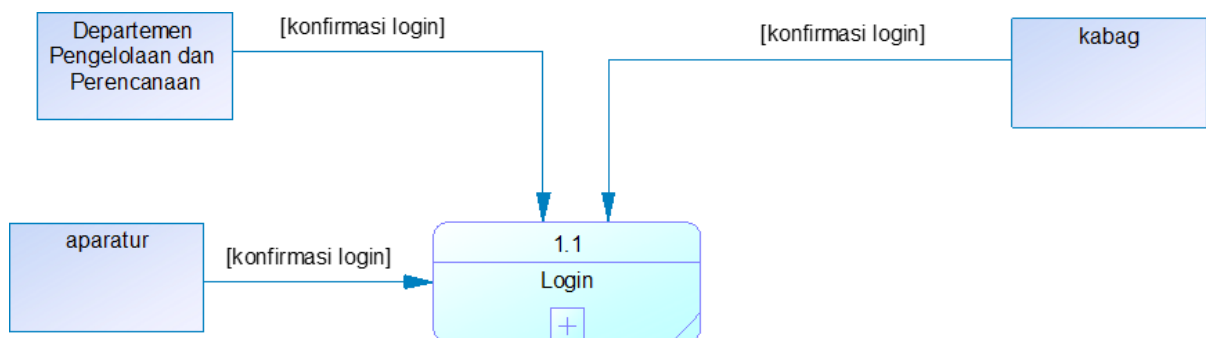 Departemen
Pengelolaan dan
Perencanaan
[konfirmasi login]
[konfirmasi login]
kabag
aparatur
[konfirmasi login]
1.1
Login